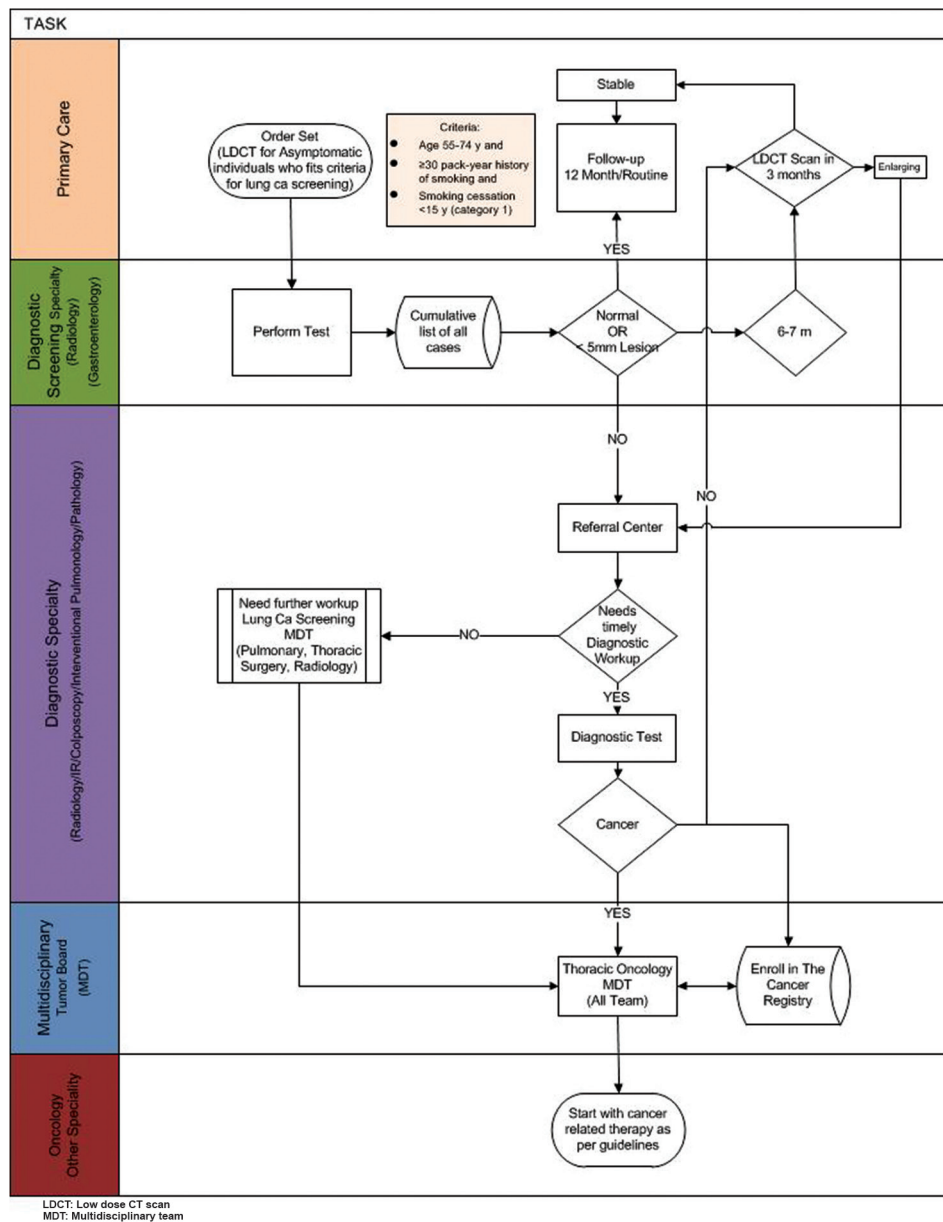 TASK
Primary Care
Order Set
(LDCT for Asymptomatic
individuals who fits criteria
for lung ca screening)
Criteria:
Age 55-74 y and
≥30 pack-year history
of smoking and
Smoking cessation
<15 y (category 1)
Stable
Follow-up
12 Month/Routine
LDCT Scan in
3 months
Enlarging
YES
Diagnostic
Screening Specialty
(Radiology)
(Gastroenterology)
Perform Test
Cumulative
list of all
cases
Normal
OR
< 5mm Lesion
6-7 m
NO
Diagnostic Specialty
(Radiology/IR/Colposcopy/Interventional Pulmonology/Pathology)
NO
Referral Center
Need further workup
Lung Ca Screening
MDT
(Pulmonary, Thoracic
Surgery, Radiology)
NO
Needs
timely
Diagnostic
Workup
YES
Diagnostic Test
Cancer
Multidisciplinary
Tumor Board
(MDT)
YES
Thoracic Oncology
MDT
(All Team)
Enroll in The
Cancer
Registry
Oncology
Other Speciality
Start with cancer
related therapy as
per guidelines
LDCT: Low dose CT scan
MDT: Multidisciplinary team